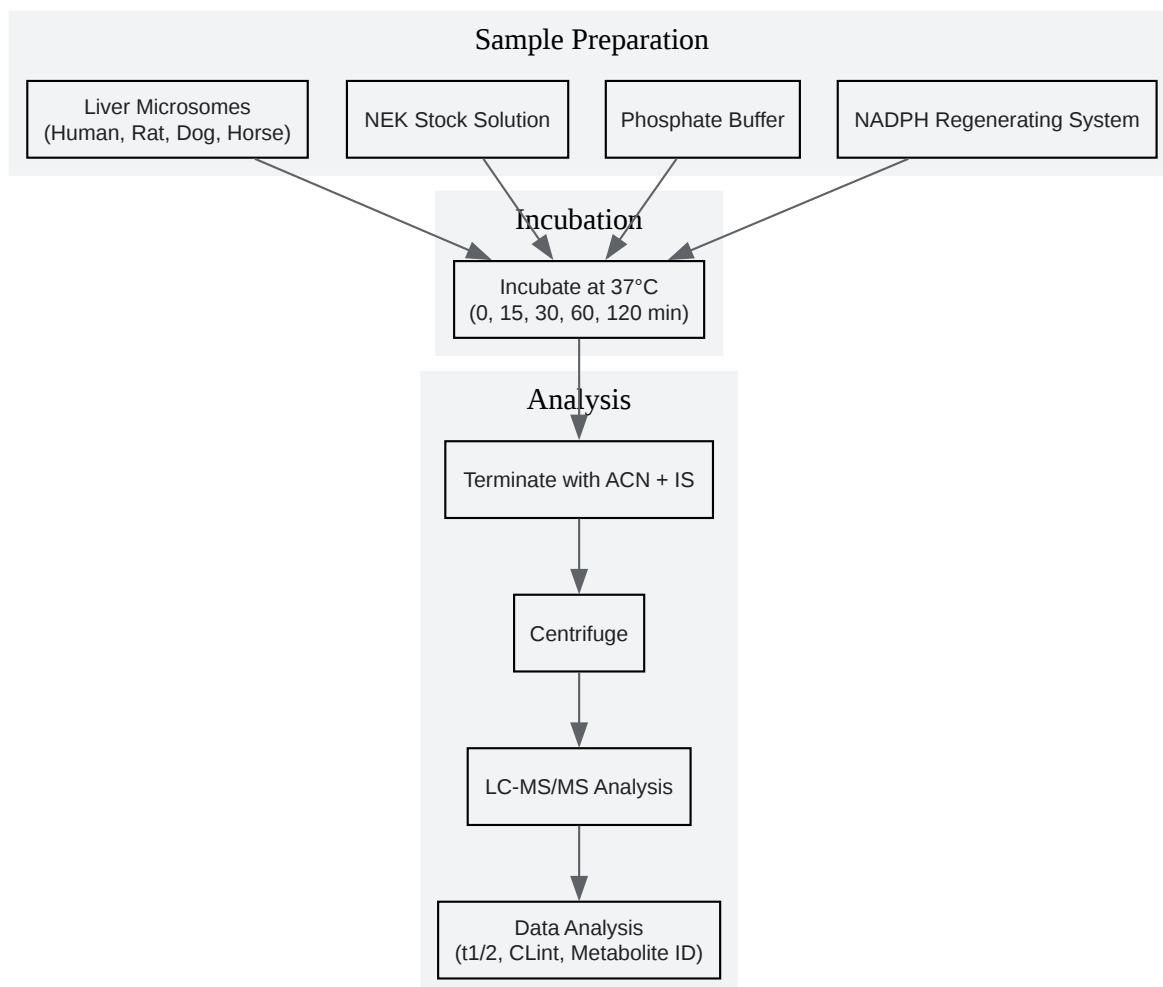 Sample Preparation
Liver Microsomes
(Human, Rat, Dog, Horse)
NEK Stock Solution
Phosphate Buffer
NADPH Regenerating System
Incubation
Incubate at 37°C
(0, 15, 30, 60, 120 min)
Analysis
Terminate with ACN + IS
Centrifuge
LC-MS/MS Analysis
Data Analysis
(t1/2, CLint, Metabolite ID)